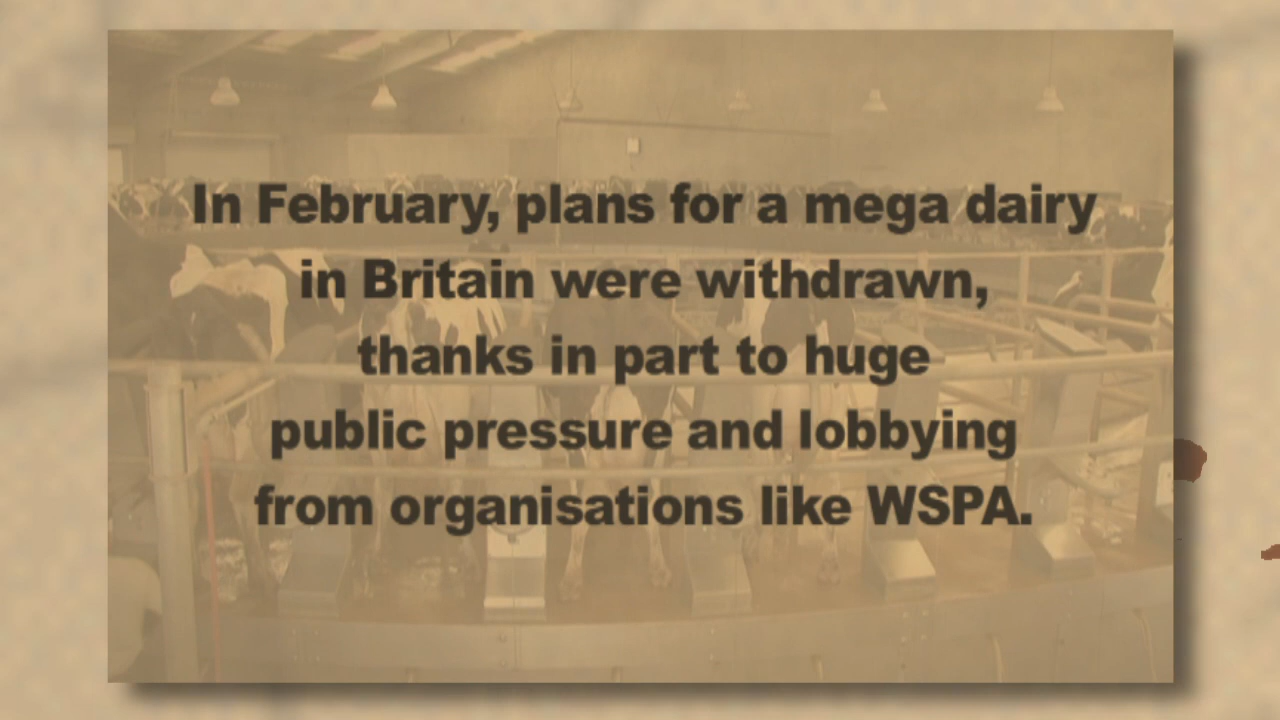 In February, plans for a mega dairy
in Britain were withdrawn,
thanks in part to huge
public pressure and lobbying
from organisations like WSPA.